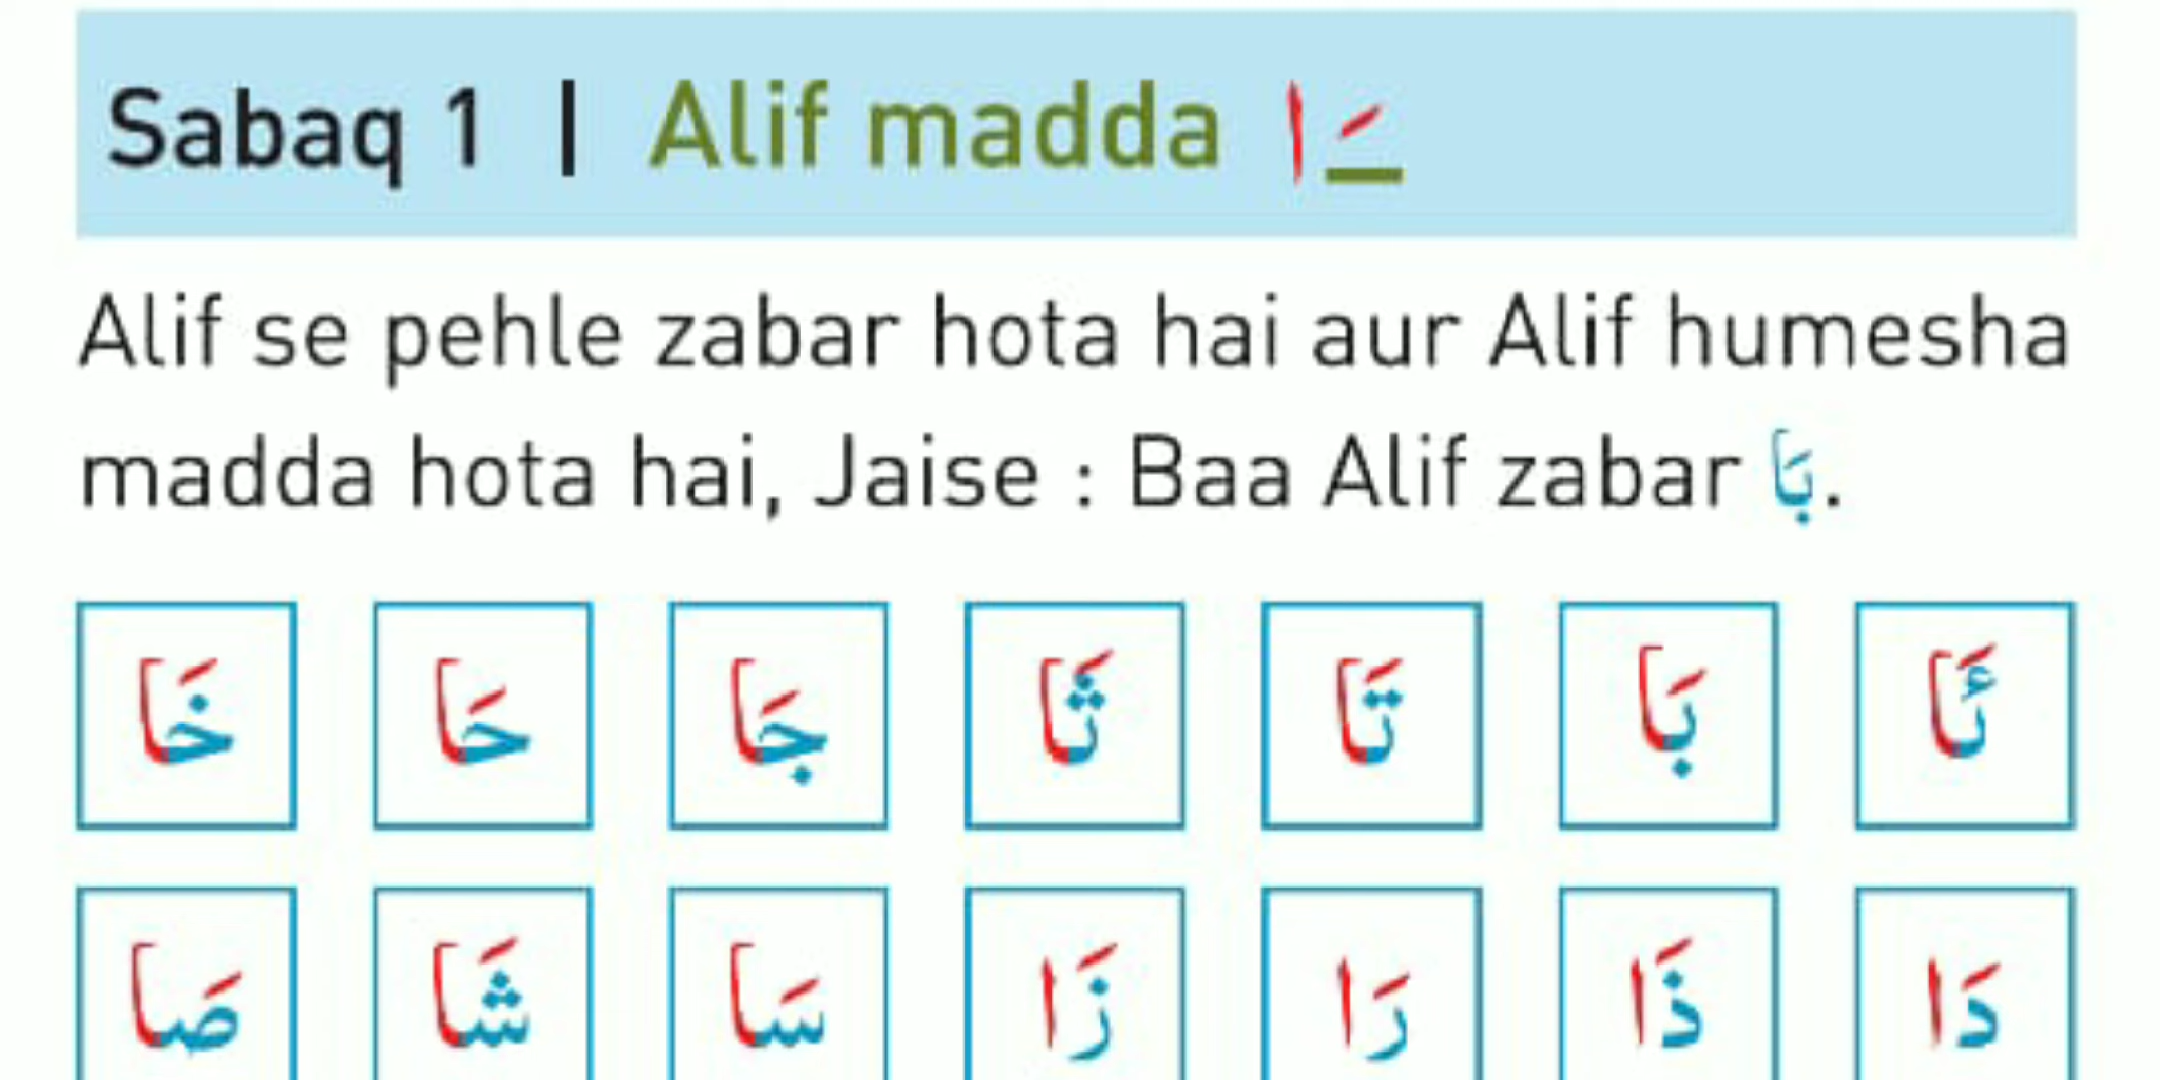 Sabaq 1 | Alif madda ـَا
Alif se pehle zabar hota hai aur Alif humesha
madda hota hai, Jaise : Baa Alif zabar بَا.
ئَا بَا تَا ثَا جَا حَا خَا
دَا ذَا رَا زَا سَا شَا صَا